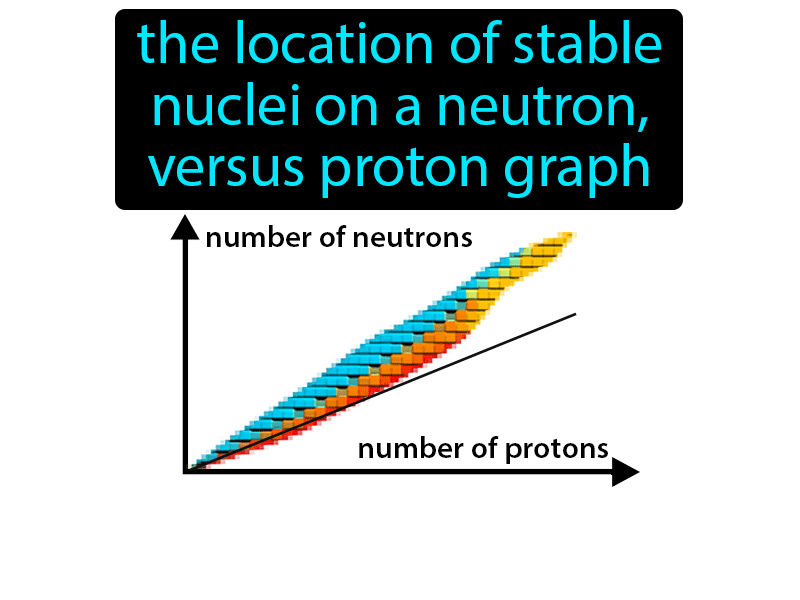 the location of stable
nuclei on a neutron,
versus proton graph
number of neutrons
number of protons